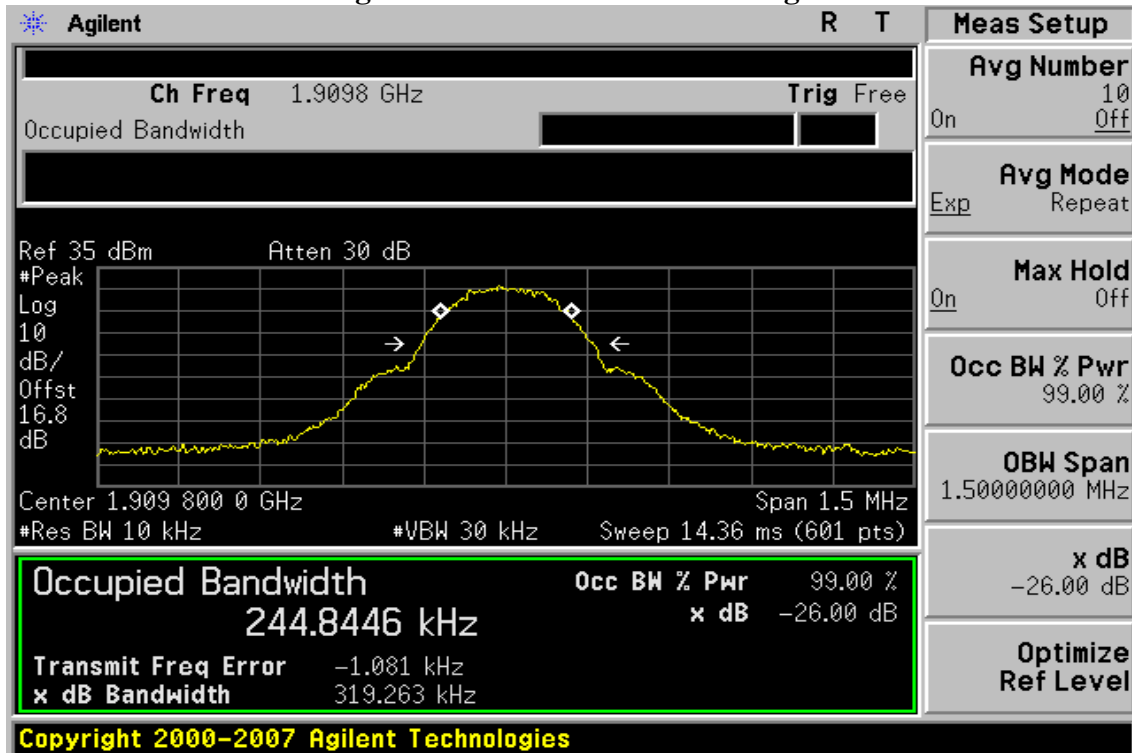 Agilent R T
Ch Freq 1.9098 GHz Trig Free
Occupied Bandwidth
Ref 35 dBm Atten 30 dB
#Peak
Log
10
dB/
Offst
16.8
dB
Center 1.909 800 0 GHz Span 1.5 MHz
#Res BW 10 kHz #VBW 30 kHz Sweep 14.36 ms (601 pts)
Occupied Bandwidth
244.8446 kHz
Occ BW % Pwr 99.00 %
x dB -26.00 dB
Transmit Freq Error -1.081 kHz
x dB Bandwidth 319.263 kHz
Meas Setup
Avg Number
10
On Off
Avg Mode
Exp Repeat
Max Hold
On Off
Occ BW % Pwr
99.00 %
OBW Span
1.50000000 MHz
x dB
-26.00 dB
Optimize
Ref Level
Copyright 2000-2007 Agilent Technologies